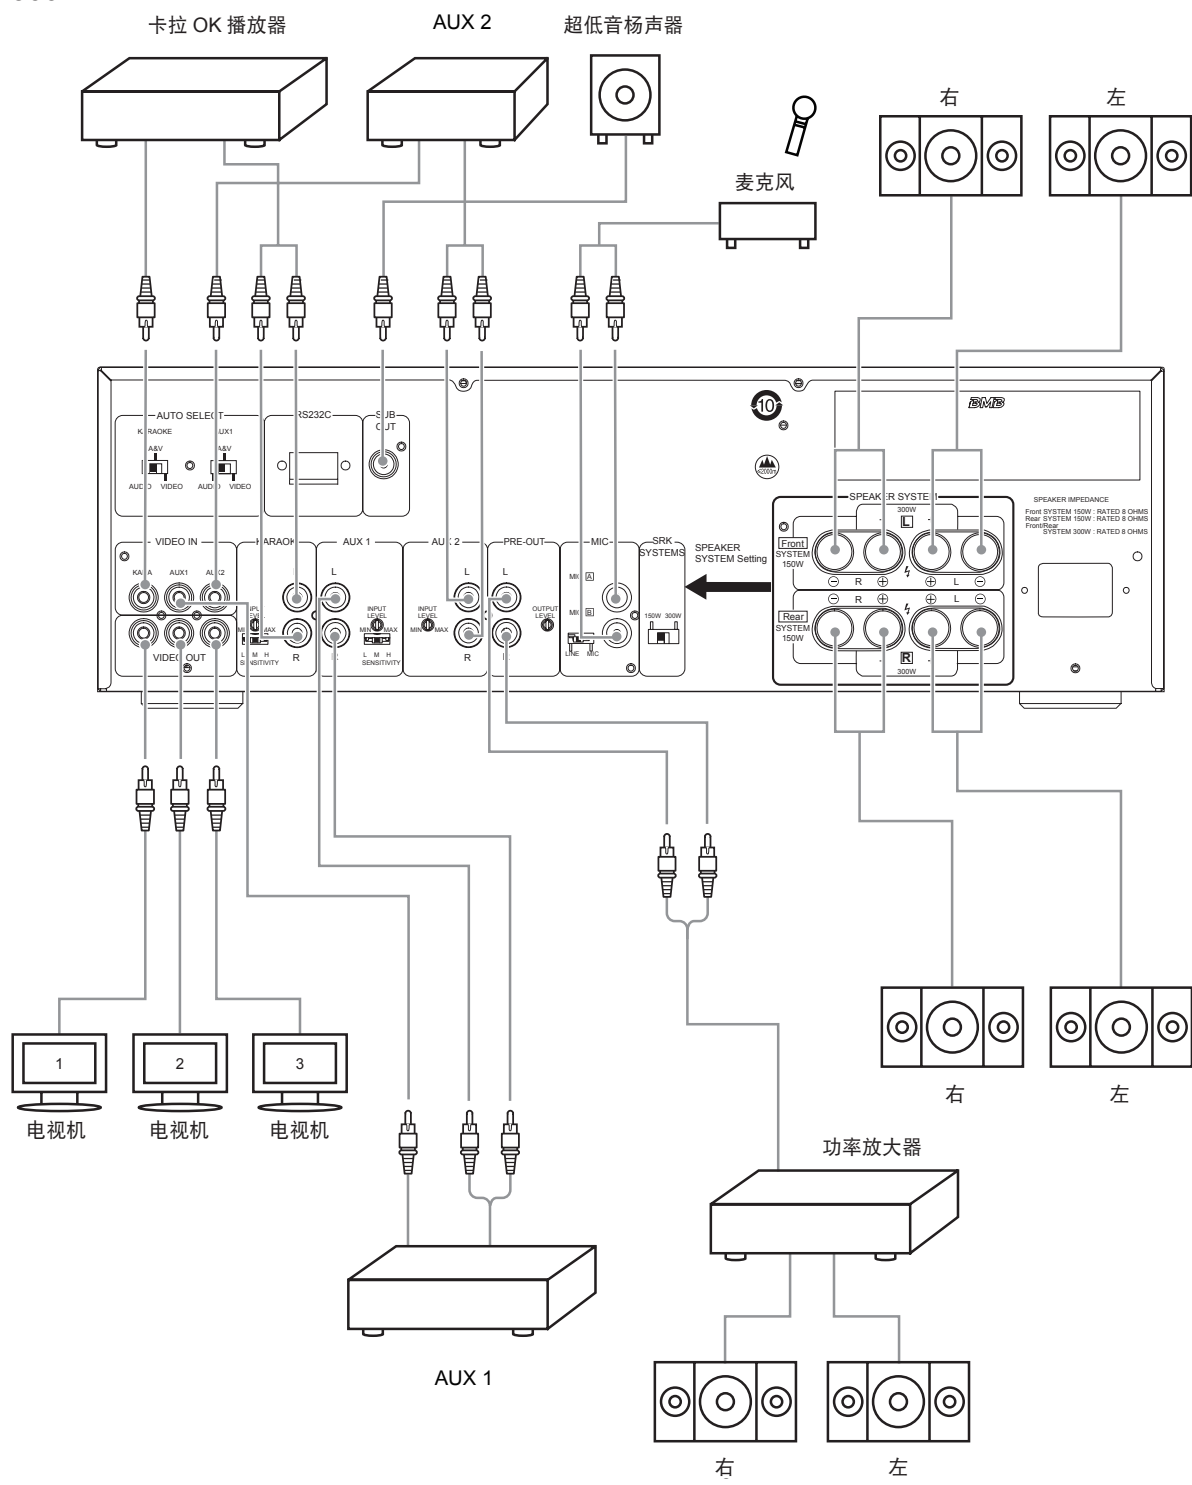 卡拉 OK 播放器
AUX 2
超低音杨声器
麦克风
右
左
AUTO SELECT
KARAOKE
AUX1
A&V
A&V
AUDIO
VIDEO
AUDIO
VIDEO
RS232C
SUB
OUT
10
≤2000m
BMB
SPEAKER IMPEDANCE
Front SYSTEM 150W : RATED 8 OHMS
Rear SYSTEM 150W : RATED 8 OHMS
Front/Rear
SYSTEM 300W : RATED 8 OHMS
SPEAKER SYSTEM
300W
L
Front
SYSTEM
150W
R
L
R
L
Rear
SYSTEM
150W
R
300W
VIDEO IN
KARA
AUX1
AUX2
VIDEO OUT
KARAOKE
INPUT
LEVEL
MIN MAX
L M H
SENSITIVITY
R
AUX 1
L
R
INPUT
LEVEL
MIN MAX
L M H
SENSITIVITY
AUX 2
INPUT
LEVEL
MIN MAX
L
R
PRE-OUT
L
R
OUTPUT
LEVEL
MIC
MIC A
MIC B
LINE MIC
SRK
SYSTEMS
150W 300W
SPEAKER
SYSTEM Setting
1
2
3
电视机
电视机
电视机
右
左
功率放大器
AUX 1
右
左